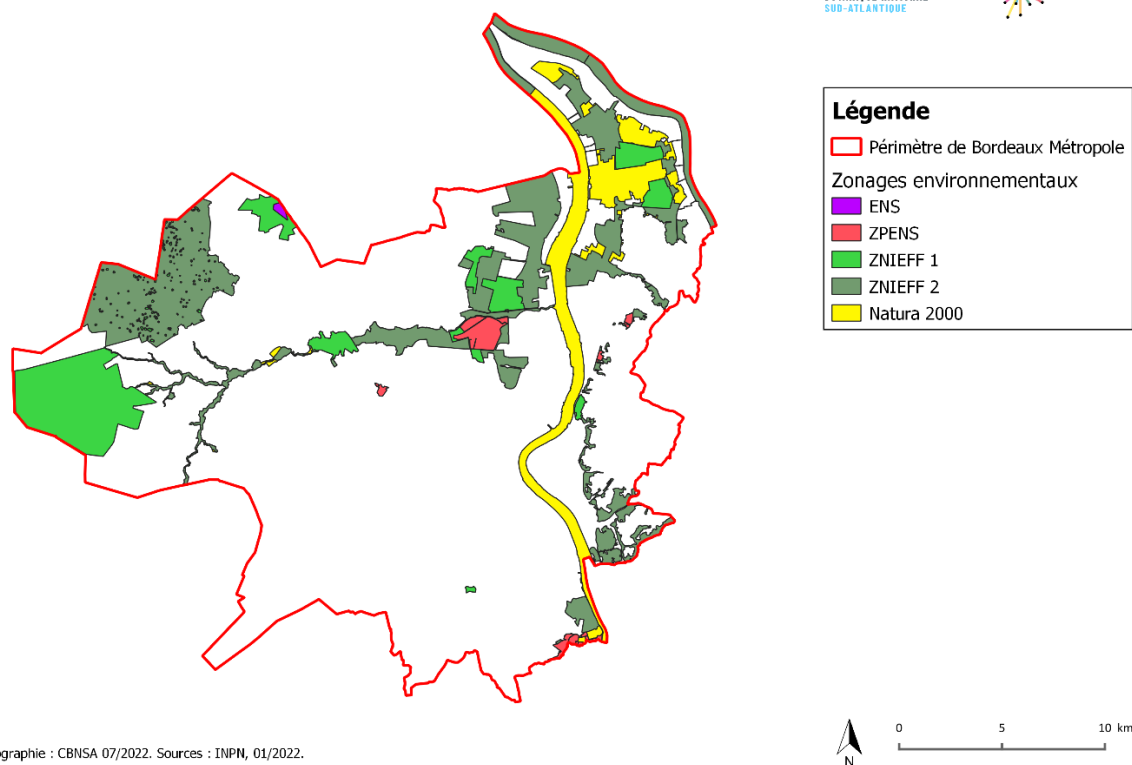 SUD-ATLANTIQUE
Légende
Périmètre de Bordeaux Métropole
Zonages environnementaux
ENS
ZPENS
ZNIEFF 1
ZNIEFF 2
Natura 2000
ographie : CBNSA 07/2022. Sources : INPN, 01/2022.
N
0 5 10 km